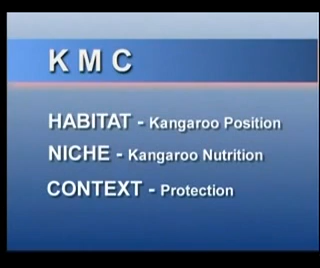 K M C
HABITAT - Kangaroo Position
NICHE - Kangaroo Nutrition
CONTEXT - Protection